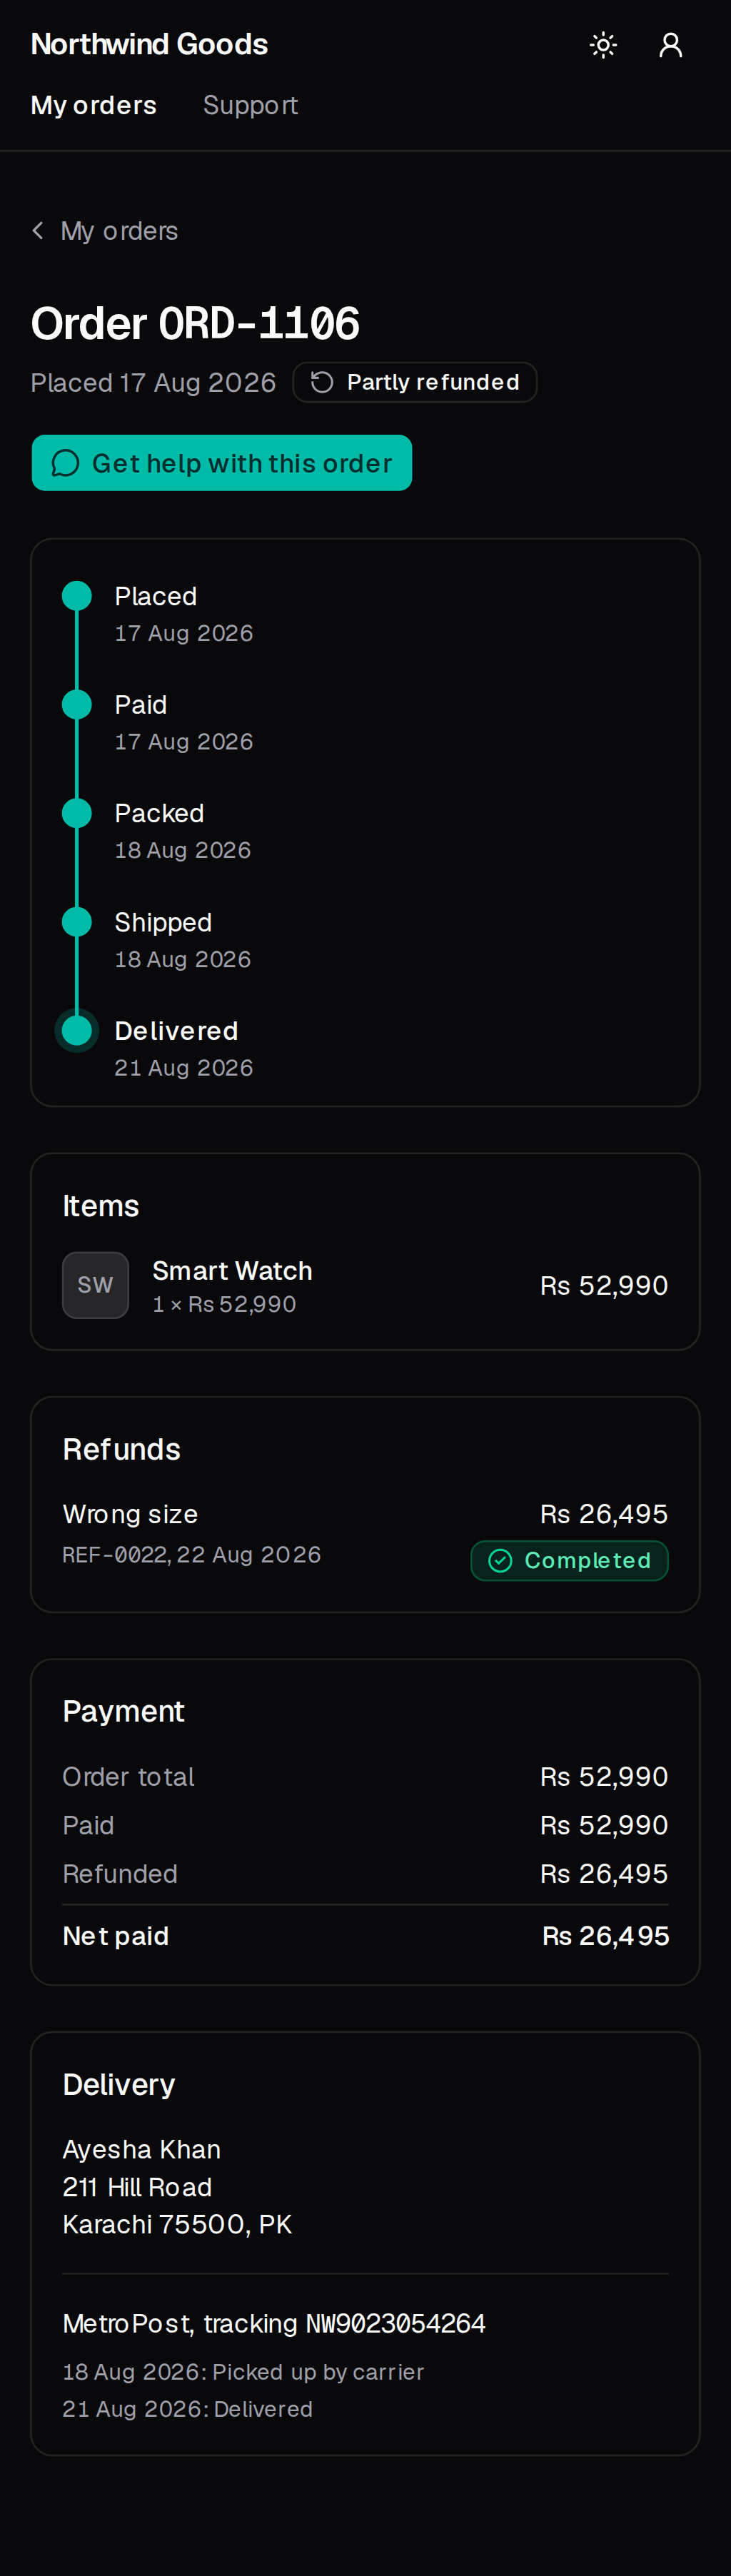 Northwind Goods
My orders Support
My orders
Order ORD-1106
Placed 17 Aug 2026 Partly refunded
Get help with this order
Placed
17 Aug 2026
Paid
17 Aug 2026
Packed
18 Aug 2026
Shipped
18 Aug 2026
Delivered
21 Aug 2026
Items
SW
Smart Watch
1 × Rs 52,990
Rs 52,990
Refunds
Wrong size Rs 26,495
REF-0022, 22 Aug 2026 Completed
Payment
Order total Rs 52,990
Paid Rs 52,990
Refunded Rs 26,495
Net paid Rs 26,495
Delivery
Ayesha Khan
211 Hill Road
Karachi 75500, PK
MetroPost, tracking NW9023054264
18 Aug 2026: Picked up by carrier
21 Aug 2026: Delivered